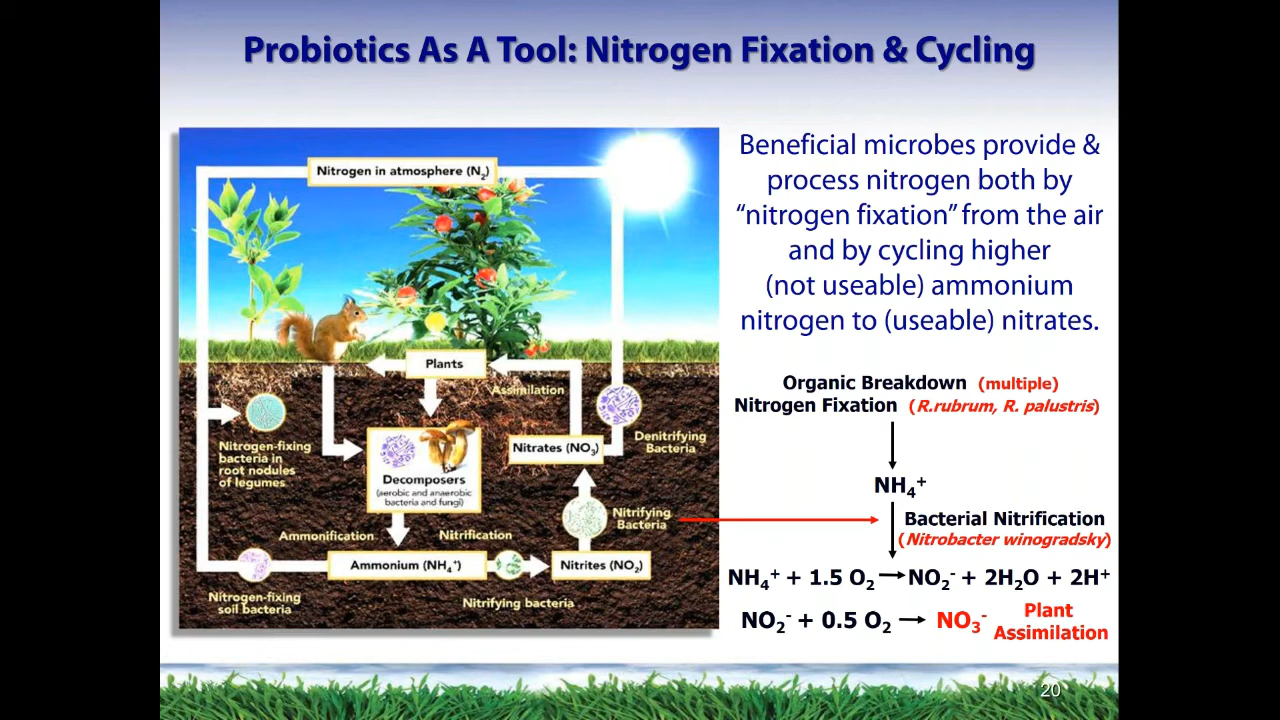 Probiotics As A Tool: Nitrogen Fixation & Cycling
Nitrogen in atmosphere (N2)
Plants
Assimilation
Nitrogen-fixing
bacteria in
root nodules
of legumes
Decomposers
(aerobic and anaerobic
bacteria and fungi)
Nitrates (NO3)
Denitrifying
Bacteria
Nitrifying
Bacteria
Ammonification
Nitrification
Ammonium (NH4+)
Nitrites (NO2)
Nitrogen-fixing
soil bacteria
Nitrifying bacteria
Beneficial microbes provide &
process nitrogen both by
“nitrogen fixation” from the air
and by cycling higher
(not useable) ammonium
nitrogen to (useable) nitrates.
Organic Breakdown (multiple)
Nitrogen Fixation (R.rubrum, R. palustris)
NH4+
Bacterial Nitrification
(Nitrobacter winogradsky)
NH4+ + 1.5 O2 → NO2- + 2H2O + 2H+
NO2- + 0.5 O2 → NO3-
Plant
Assimilation
20